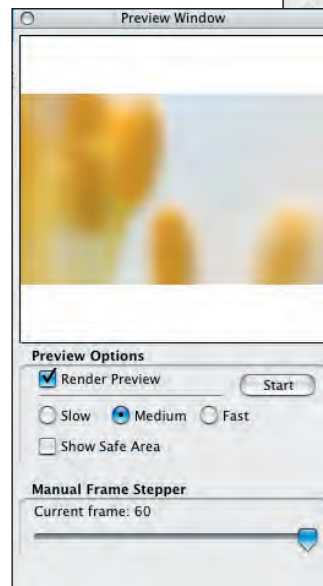 Preview Window
Preview Options
Render Preview
Start
Slow Medium Fast
Show Safe Area
Manual Frame Stepper
Current frame: 60